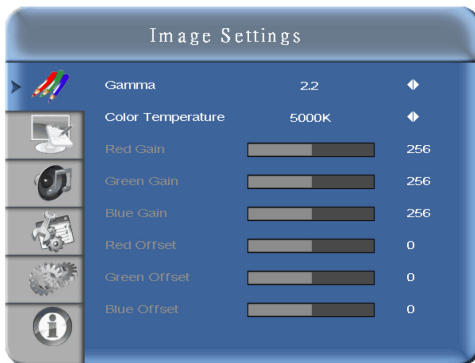 Image Settings
Gamma 2.2
Color Temperature 5000K
Red Gain 256
Green Gain 256
Blue Gain 256
Red Offset 0
Green Offset 0
Blue Offset 0